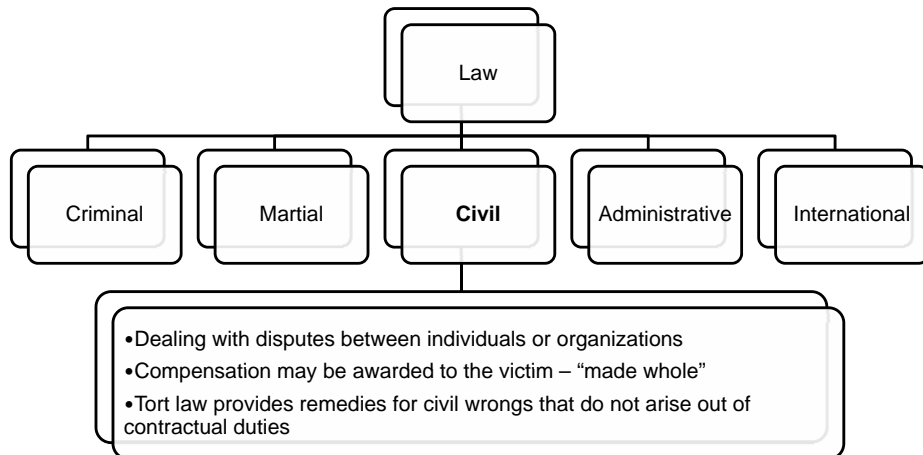 Law
Criminal
Martial
Civil
Administrative
International
•Dealing with disputes between individuals or organizations
•Compensation may be awarded to the victim – “made whole”
•Tort law provides remedies for civil wrongs that do not arise out of
contractual duties